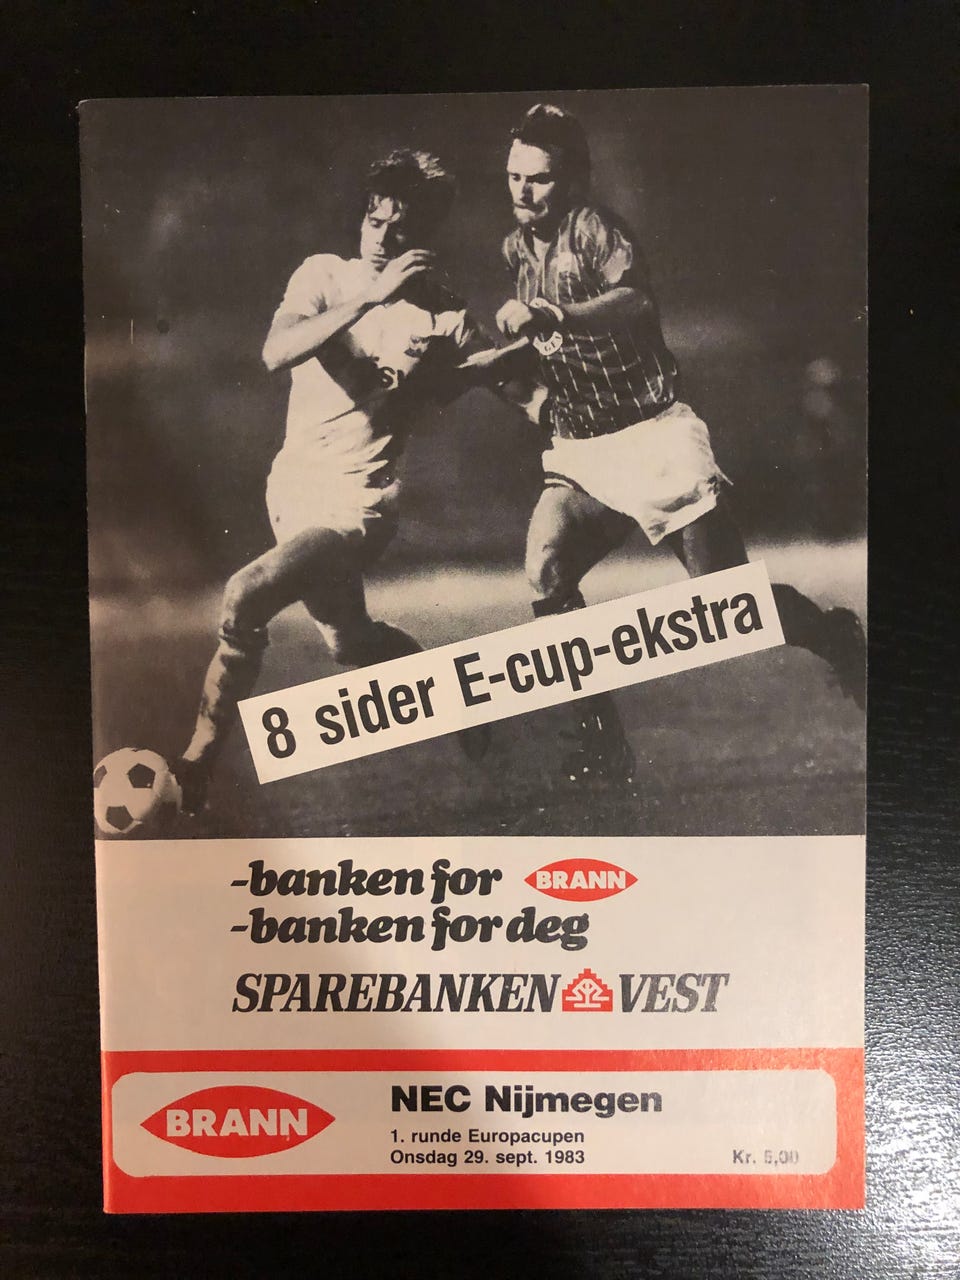 8 sider E-cup-ekstra
-banken for BRANN
-banken for deg
SPAREBANKEN VEST
BRANN
NEC Nijmegen
1. runde Europacupen
Onsdag 29. sept. 1983
Kr. 5,00